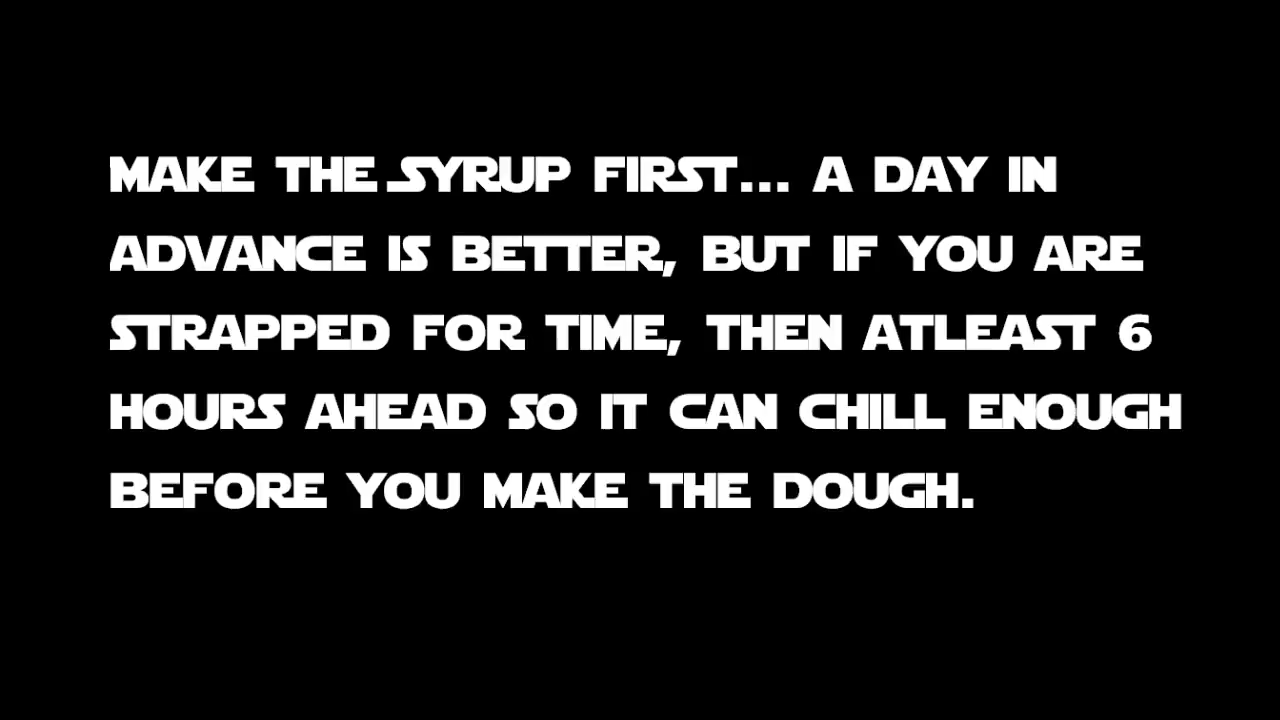 MAKE THE SYRUP FIRST... A DAY IN
ADVANCE IS BETTER, BUT IF YOU ARE
STRAPPED FOR TIME, THEN ATLEAST 6
HOURS AHEAD SO IT CAN CHILL ENOUGH
BEFORE YOU MAKE THE DOUGH.